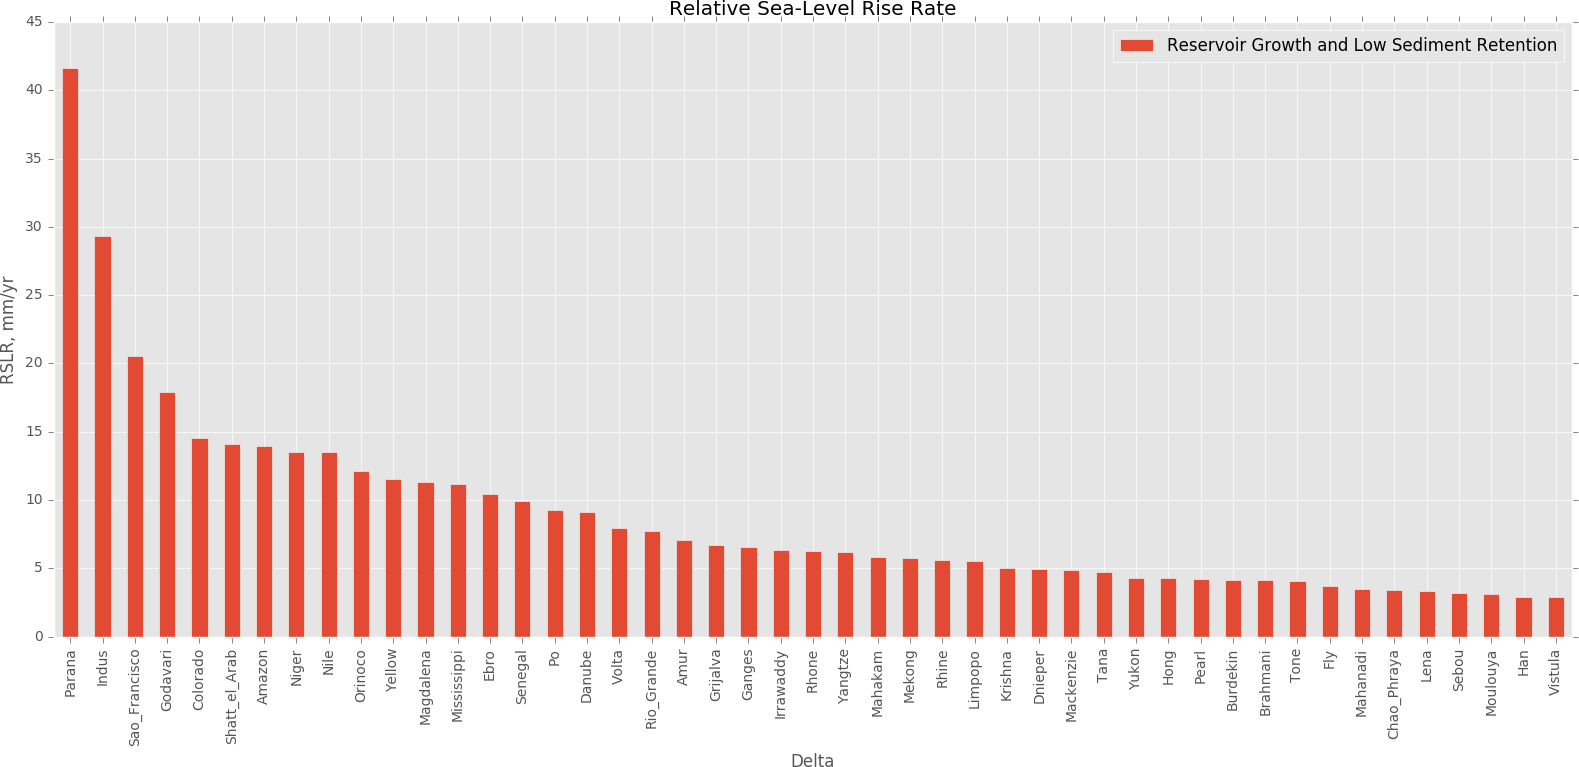 Relative Sea-Level Rise Rate
Reservoir Growth and Low Sediment Retention
RSLR, mm/yr
45
40
35
30
25
20
15
10
5
0
Parana
Indus
Sao_Francisco
Godavari
Colorado
Shatt_el_Arab
Amazon
Niger
Nile
Orinoco
Yellow
Magdalena
Mississippi
Ebro
Senegal
Po
Danube
Volta
Rio_Grande
Amur
Grijalva
Ganges
Irrawaddy
Rhone
Yangtze
Mahakam
Mekong
Rhine
Limpopo
Krishna
Dnieper
Mackenzie
Tana
Yukon
Hong
Pearl
Burdekin
Brahmani
Tone
Fly
Mahanadi
Chao_Phraya
Lena
Sebou
Moulouya
Han
Vistula
Delta